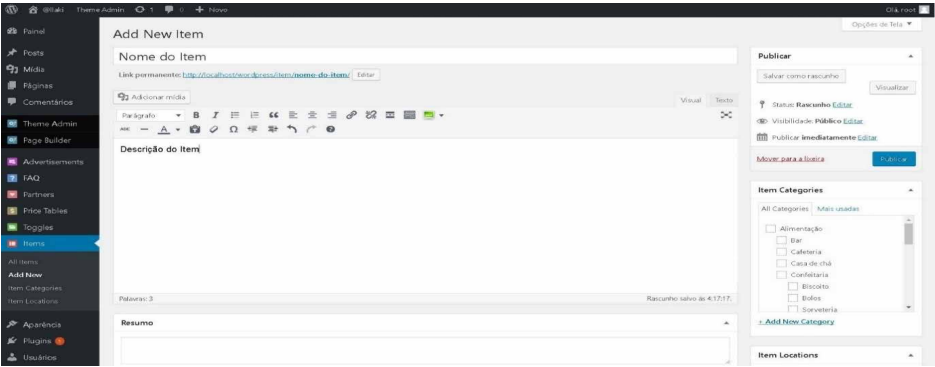 @Ilaki Theme Admin 1 0 + Novo
Olá, root
Opções de Tela
Painel
Posts
Mídia
Páginas
Comentários
Theme Admin
Page Builder
Advertisements
FAQ
Partners
Price Tables
Toggles
Items
All Items
Add New
Item Categories
Item Locations
Aparência
Plugins
Usuários
Add New Item
Nome do Item
Link permanente: http://localhost/wordpress/item/nome-do-item/ Editar
Adicionar mídia
Visual Texto
Parágrafo B I
ABC A Ω
Descrição do Item
Palavras: 3
Rascunho salvo às 4:17:17.
Resumo
Publicar
Salvar como rascunho
Visualizar
Status: Rascunho Editar
Visibilidade: Público Editar
Publicar imediatamente Editar
Mover para a lixeira
Publicar
Item Categories
All Categories Mais usadas
Alimentação
Bar
Cafeteria
Casa de chá
Confeitaria
Biscoito
Bolos
Sorveteria
+ Add New Category
Item Locations